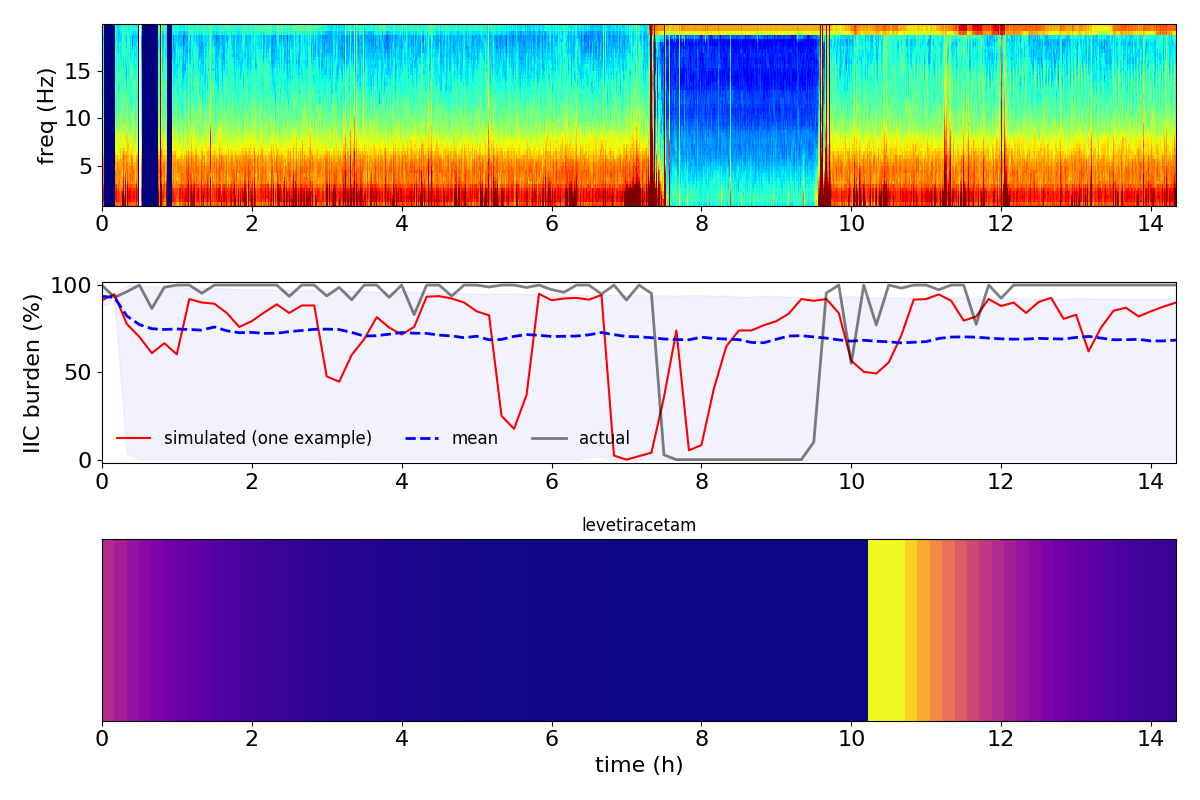 freq (Hz)
15
10
5
0 2 4 6 8 10 12 14
IIC burden (%)
100
50
0
simulated (one example) mean actual
0 2 4 6 8 10 12 14
levetiracetam
0 2 4 6 8 10 12 14
time (h)